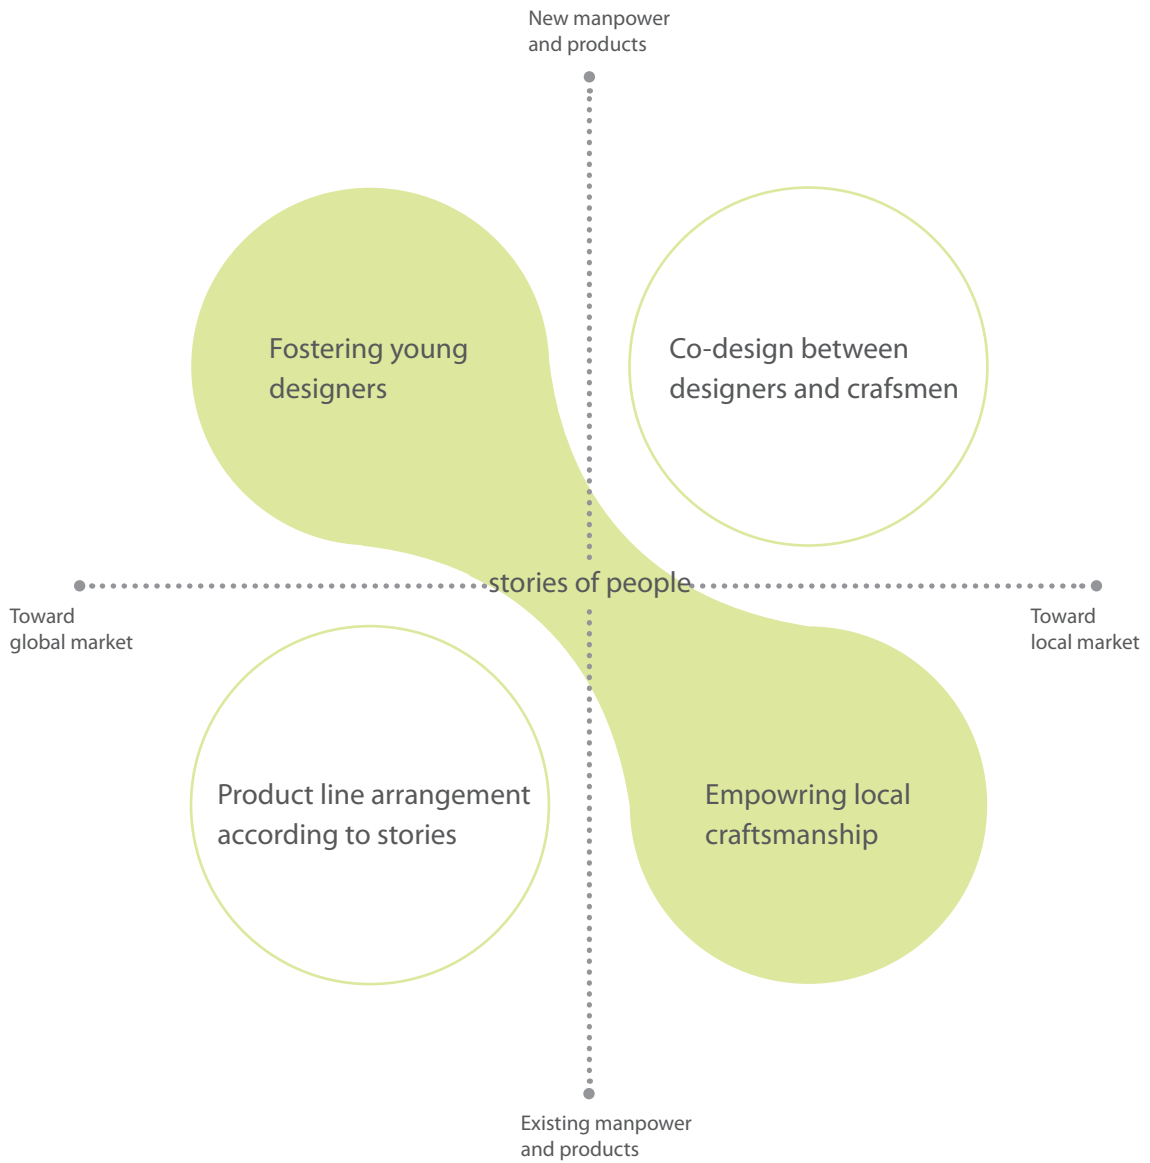 New manpower
and products
Fostering young
designers
Co-design between
designers and crafsmen
stories of people
Toward
global market
Toward
local market
Product line arrangement
according to stories
Empowring local
craftsmanship
Existing manpower
and products